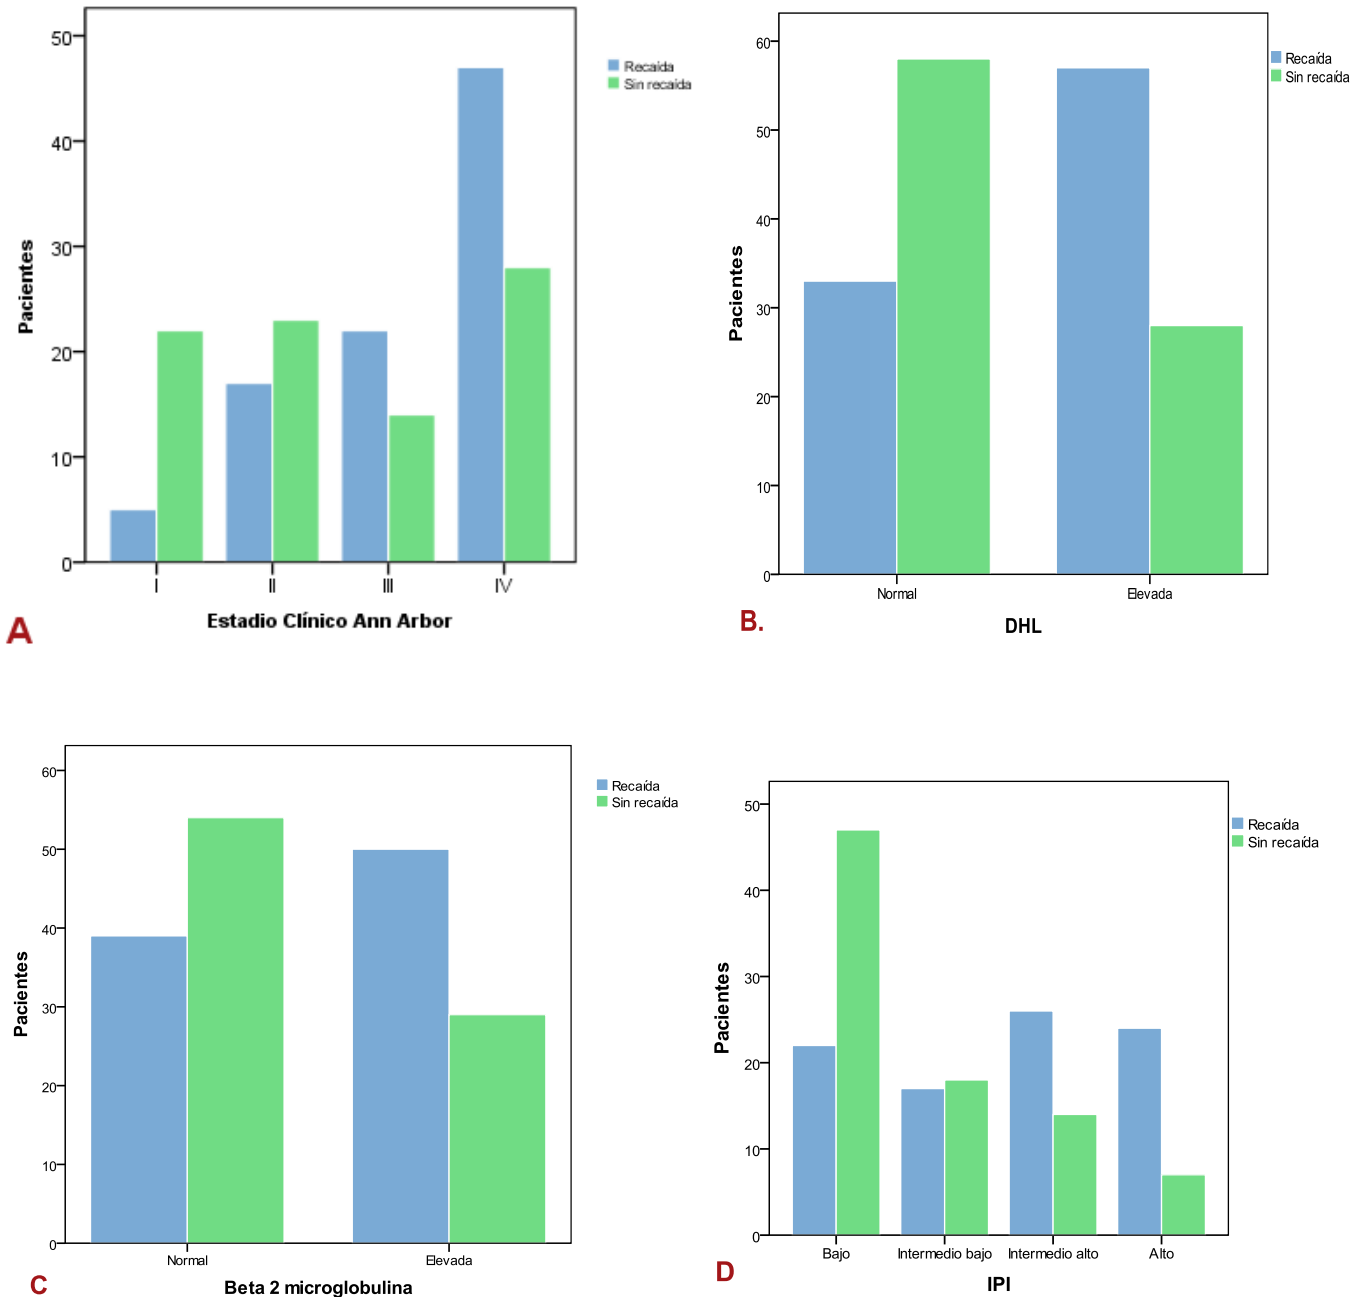 50
40
30
20
10
0
Pacientes
I II III IV
Estadio Clínico Ann Arbor
Recaída
Sin recaída
A
60
50
40
30
20
10
0
Pacientes
Normal Elevada
DHL
Recaída
Sin recaída
B.
60
50
40
30
20
10
0
Pacientes
Normal Elevada
Beta 2 microglobulina
Recaída
Sin recaída
C
50
40
30
20
10
0
Pacientes
Bajo Intermedio bajo Intermedio alto Alto
IPI
Recaída
Sin recaída
D